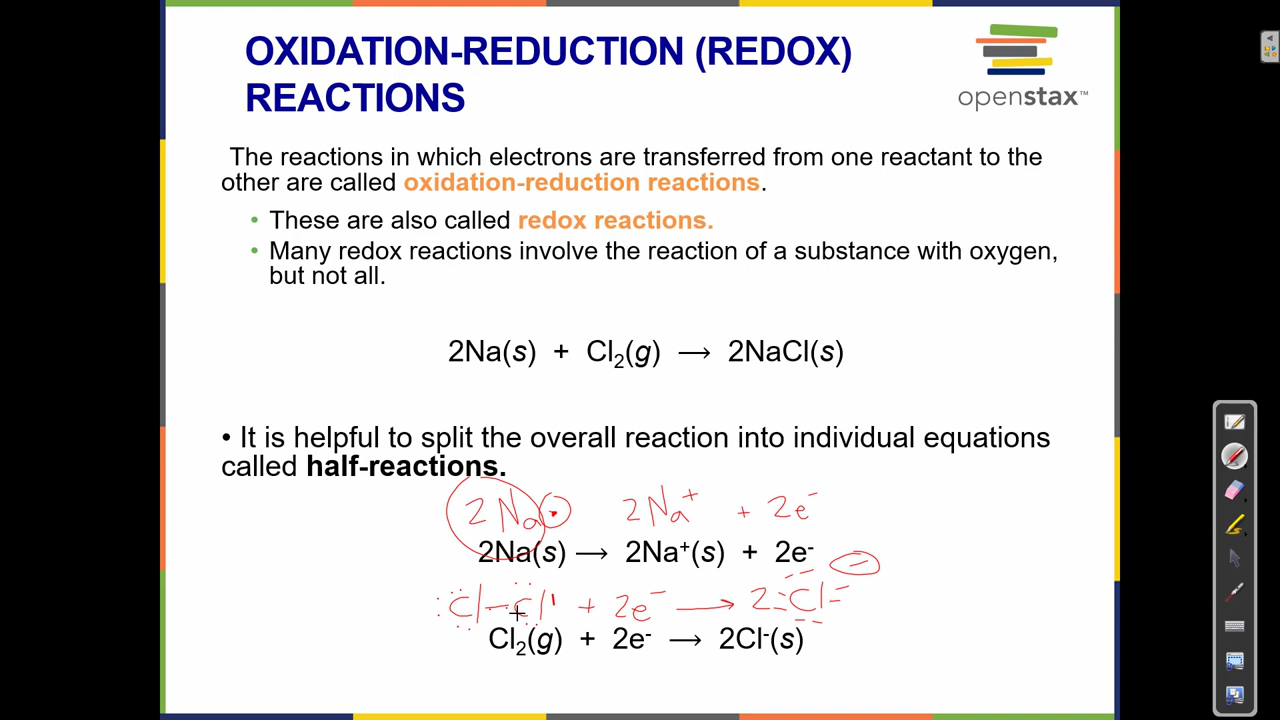 OXIDATION-REDUCTION (REDOX)
REACTIONS
openstax™
The reactions in which electrons are transferred from one reactant to the
other are called oxidation-reduction reactions.
• These are also called redox reactions.
• Many redox reactions involve the reaction of a substance with oxygen,
but not all.
2Na(s) + Cl₂(g) ⟶ 2NaCl(s)
• It is helpful to split the overall reaction into individual equations
called half-reactions.
2Na• 2Na⁺ + 2e⁻
2Na(s) ⟶ 2Na⁺(s) + 2e-
Cl–Cl + 2e⁻ ⟶ 2 Cl ⁻
Cl₂(g) + 2e- ⟶ 2Cl-(s)